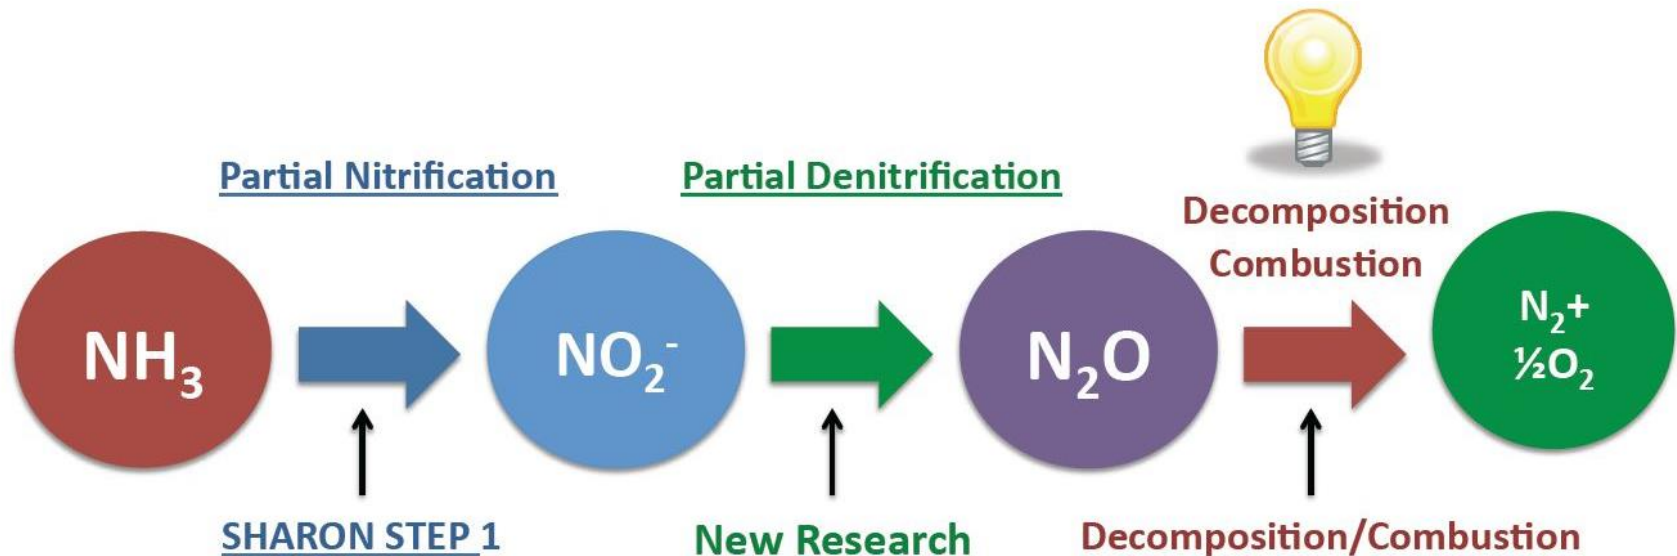 Partial Nitrification
Partial Denitrification
Decomposition
Combustion
NH₃
NO₂⁻
N₂O
N₂+
½O₂
SHARON STEP 1
New Research
Decomposition/Combustion